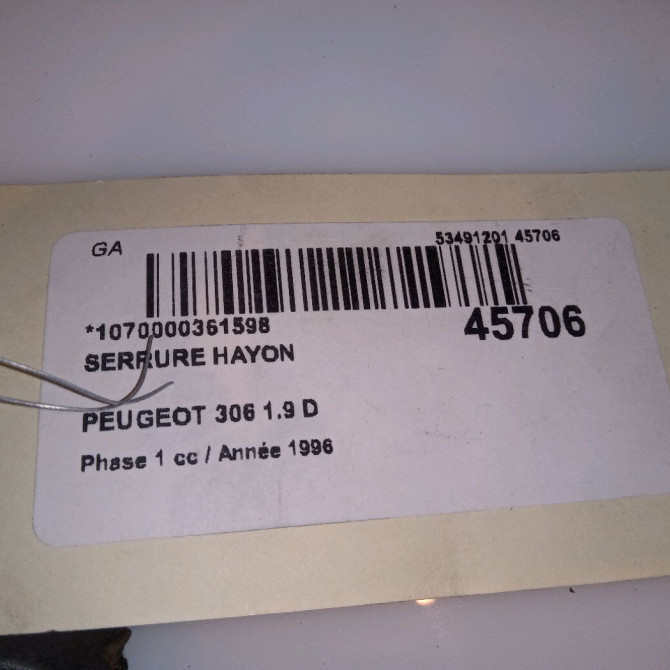 GA
53491201 45706
*1070000361598
45706
SERRURE HAYON
PEUGEOT 306 1.9 D
Phase 1 cc / Année 1996